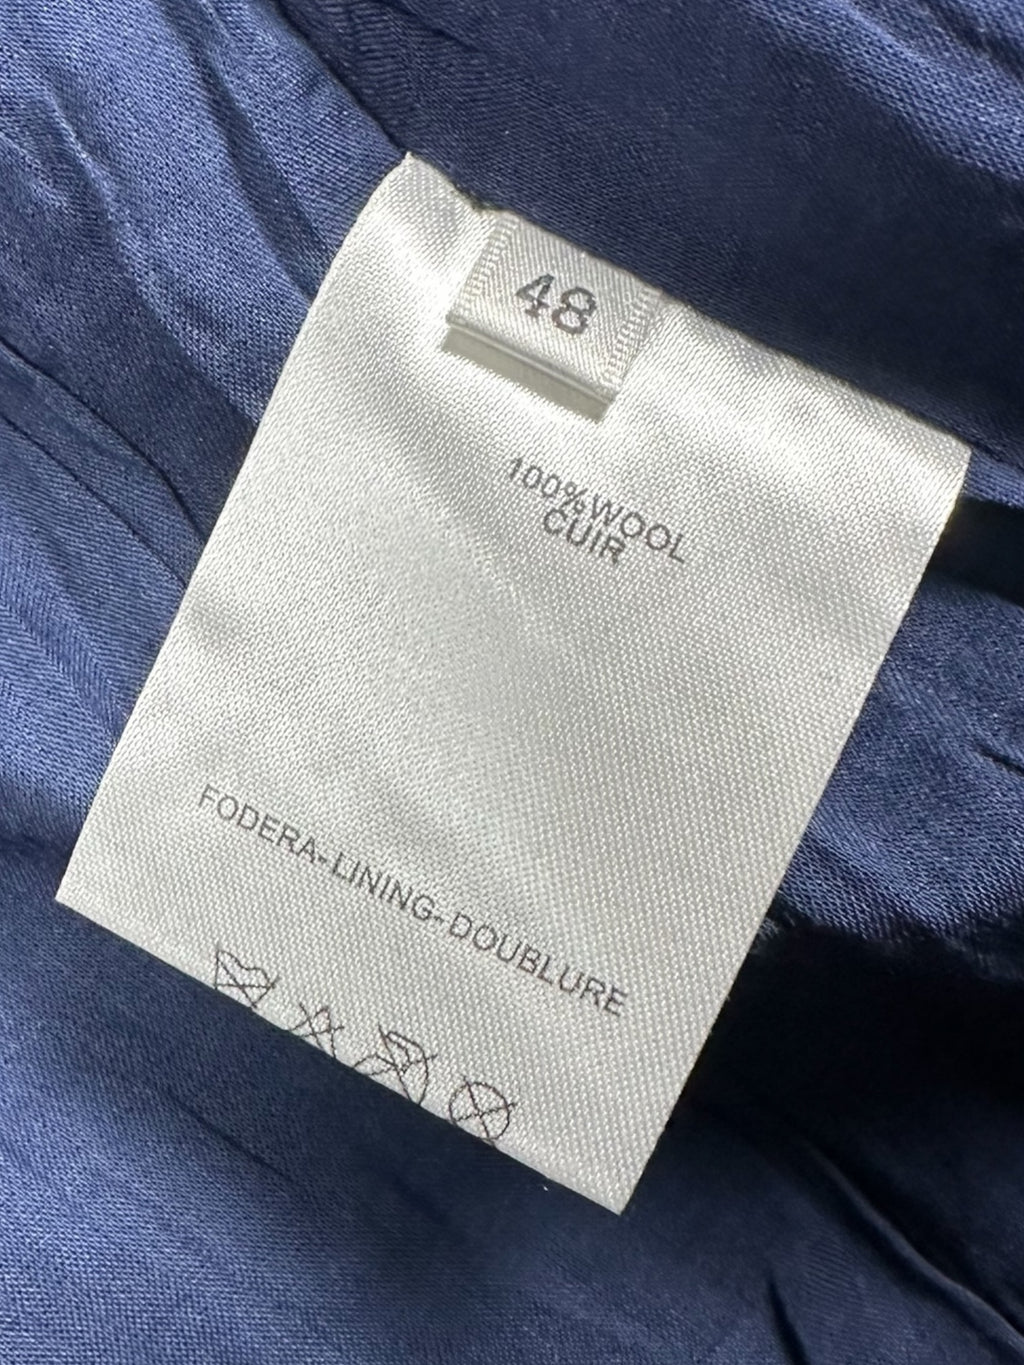 48
100%WOOL
CUIR
FODERA-LINING-DOUBLURE